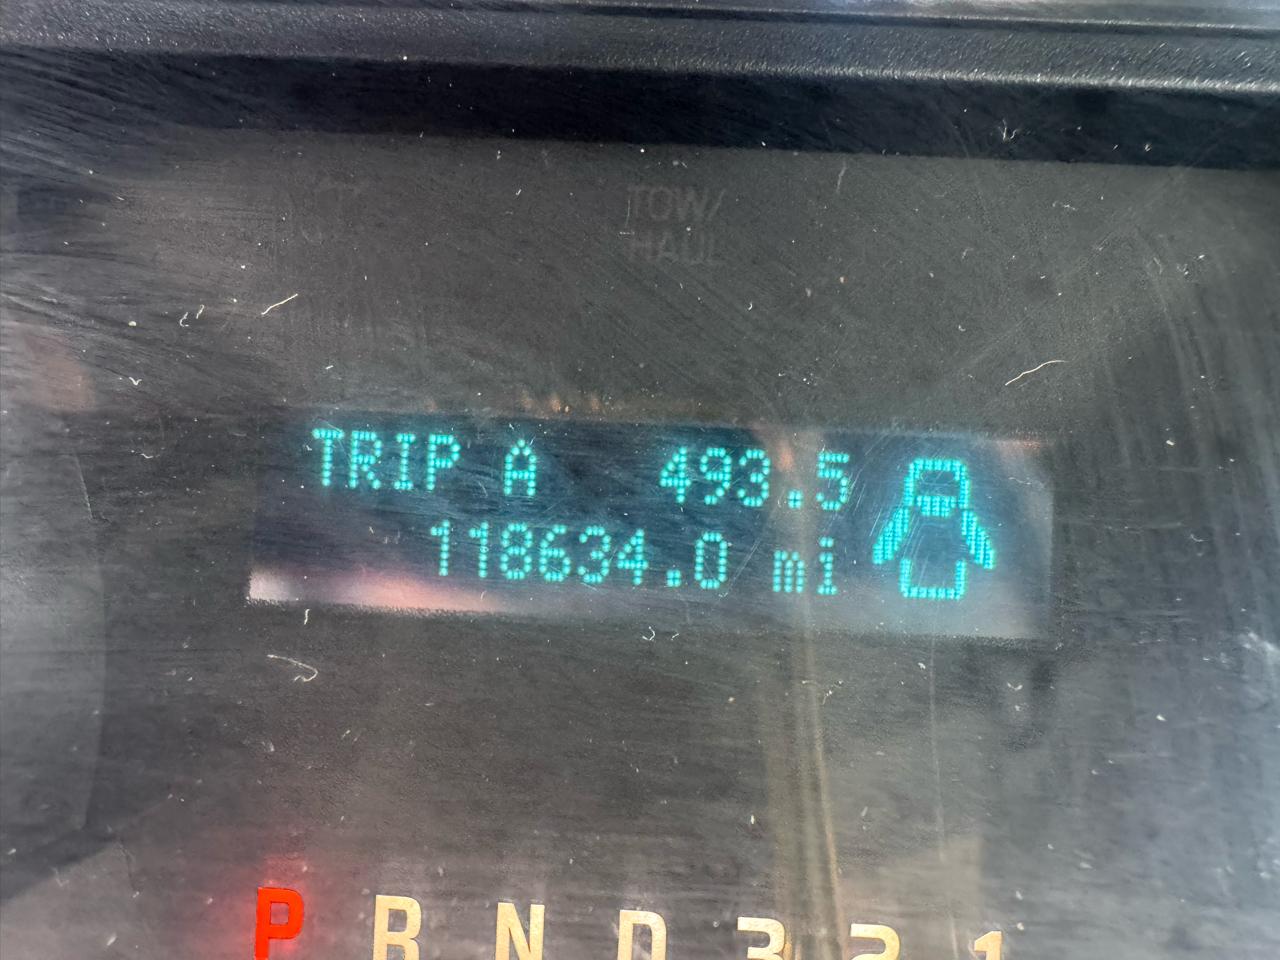 TOW/
HAUL
TRIP A 493.5
118634.0 mi
P R N D 3 2 1